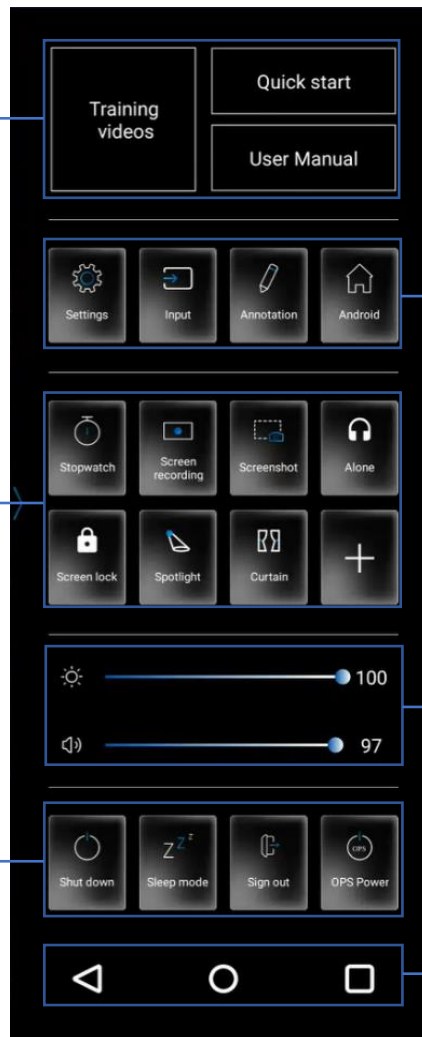 Training
videos
Quick start
User Manual
Settings
Input
Annotation
Android
Stopwatch
Screen
recording
Screenshot
Alone
Screen lock
Spotlight
Curtain
100
97
Z Z Z
Shut down
Sleep mode
Sign out
OPS
OPS Power